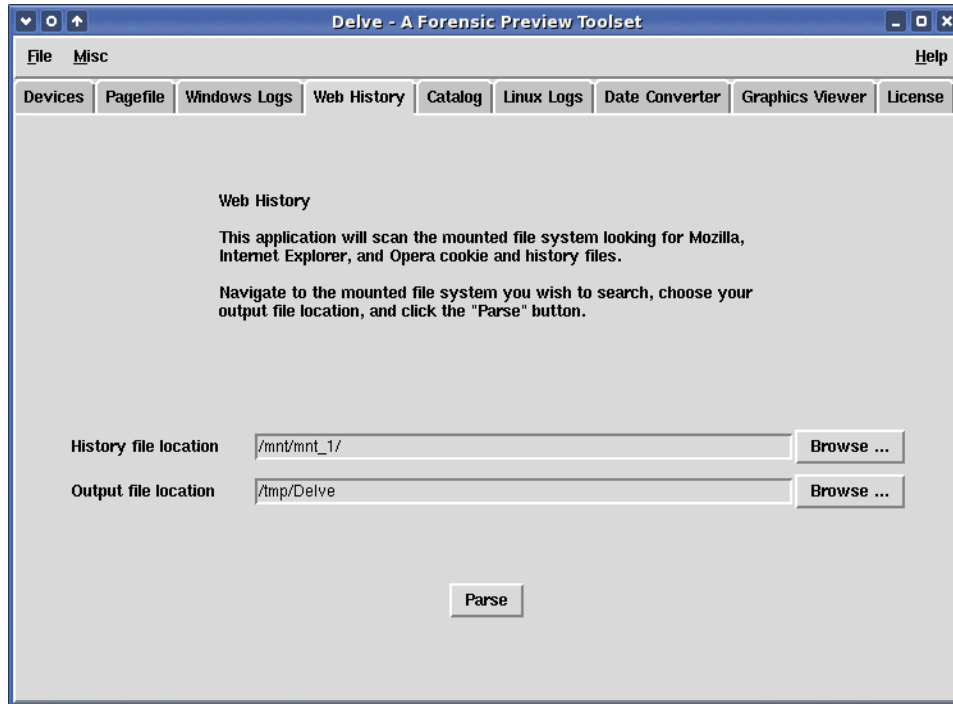 Delve - A Forensic Preview Toolset
File Misc Help
Devices Pagefile Windows Logs Web History Catalog Linux Logs Date Converter Graphics Viewer License
Web History
This application will scan the mounted file system looking for Mozilla,
Internet Explorer, and Opera cookie and history files.
Navigate to the mounted file system you wish to search, choose your
output file location, and click the "Parse" button.
History file location /mnt/mnt_1/ Browse ...
Output file location /tmp/Delve Browse ...
Parse